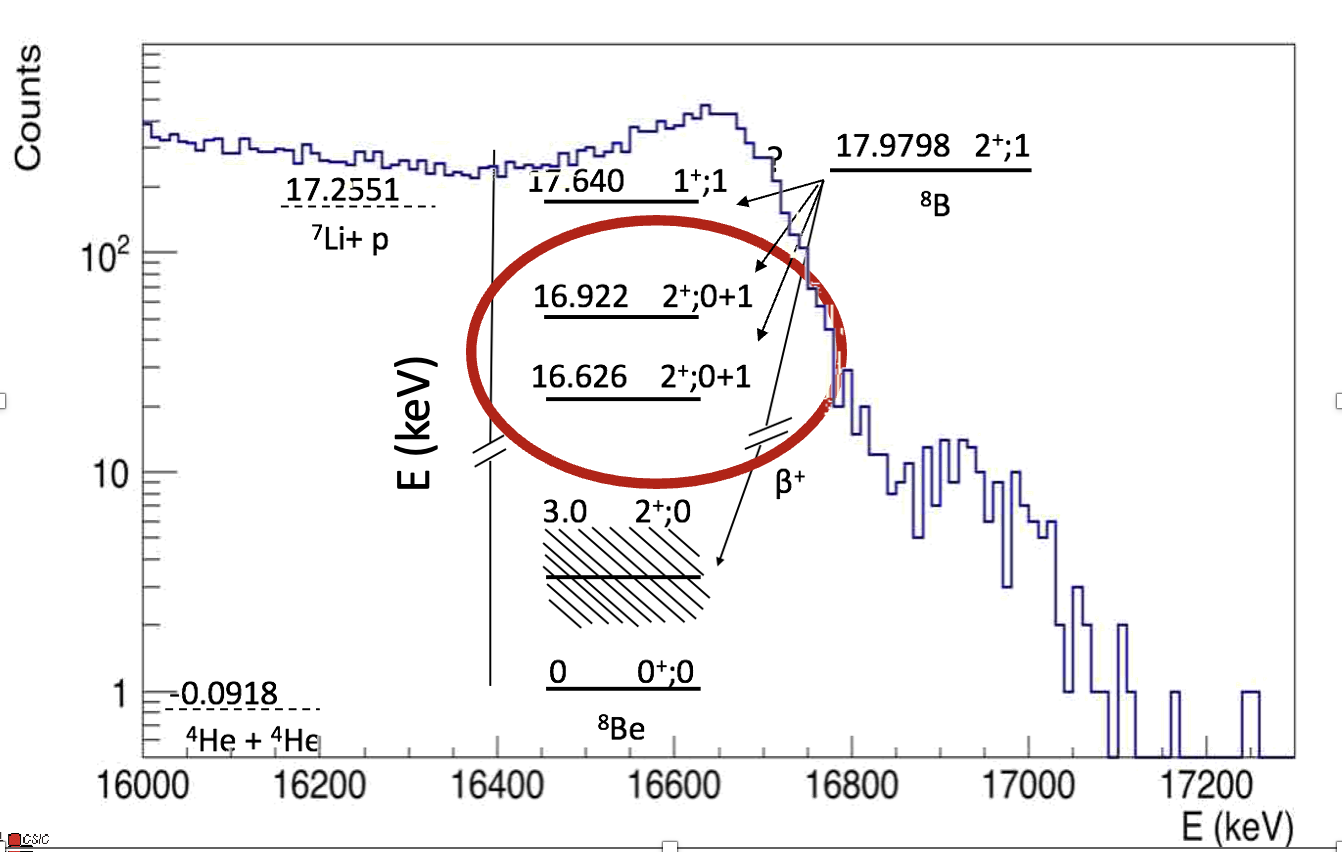 Counts
17.9798 2⁺;1
⁸B
?
17.640 1⁺;1
17.2551
⁷Li+ p
10²
16.922 2⁺;0+1
16.626 2⁺;0+1
E (keV)
10
β⁺
3.0 2⁺;0
0 0⁺;0
⁸Be
1
-0.0918
⁴He + ⁴He
16000 16200 16400 16600 16800 17000 17200
E (keV)
CSIC